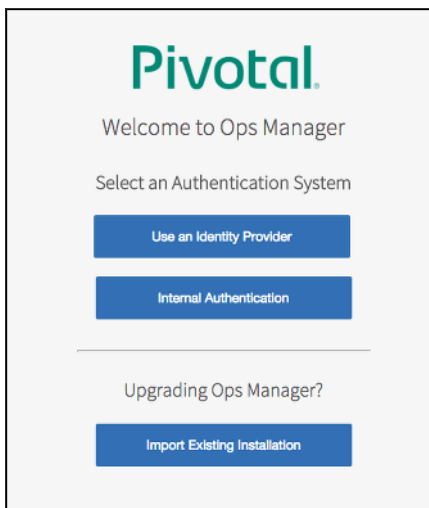 Pivotal.
Welcome to Ops Manager
Select an Authentication System
Use an Identity Provider
Internal Authentication
Upgrading Ops Manager?
Import Existing Installation